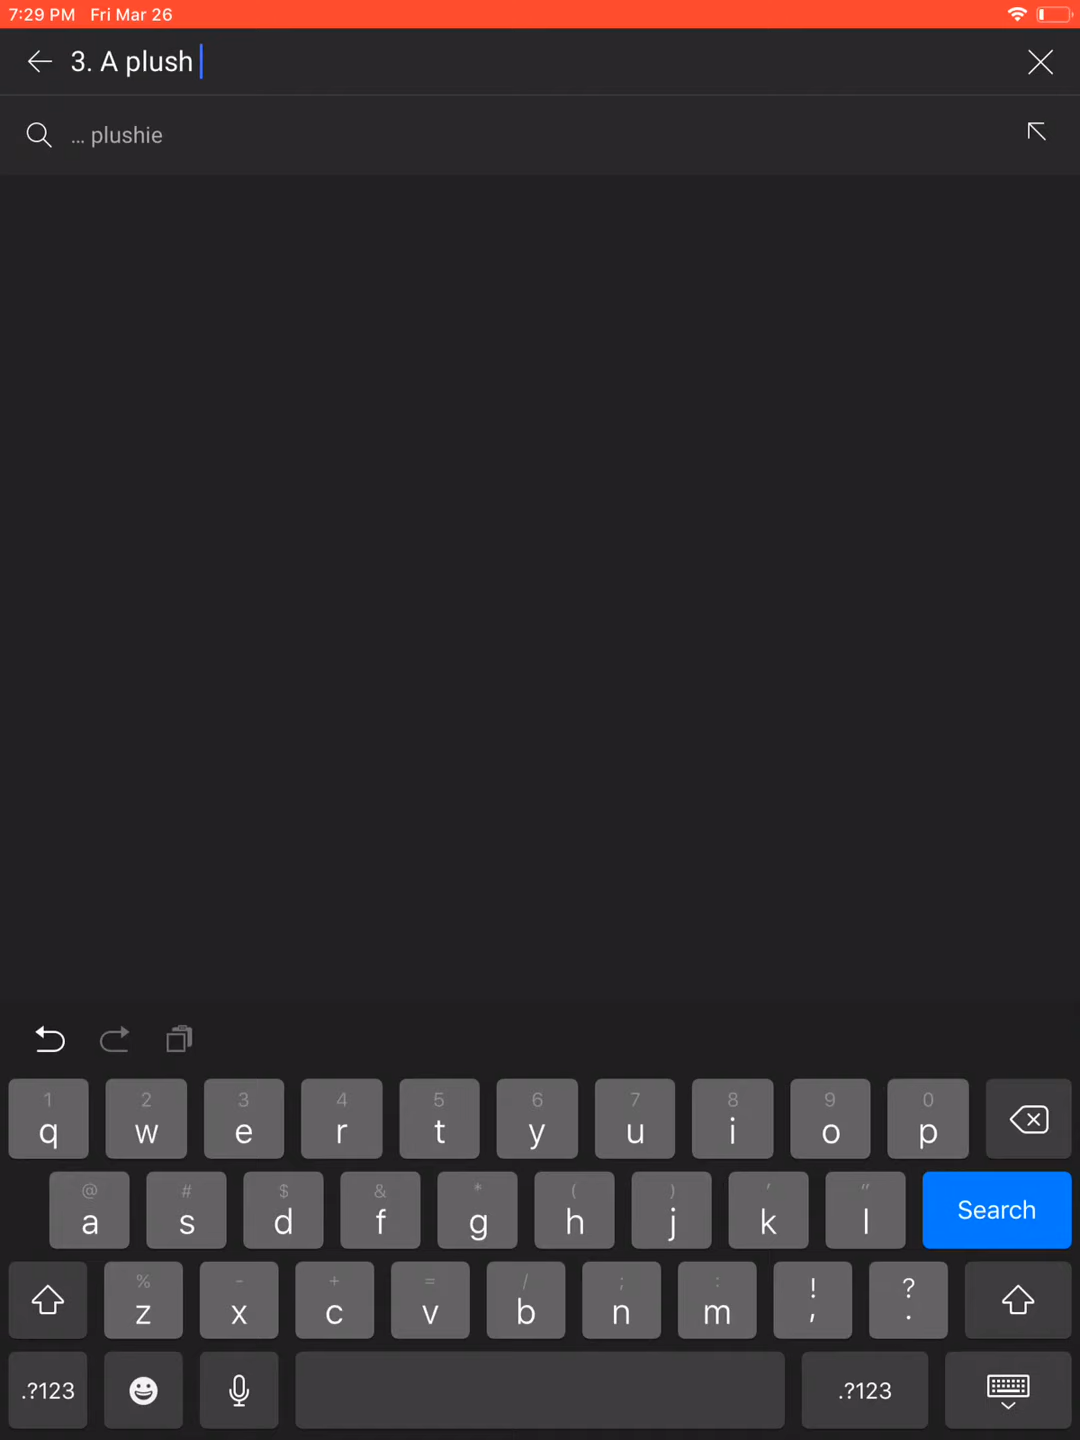 7:29 PM Fri Mar 26
3. A plush
... plushie
1 2 3 4 5 6 7 8 9 0
q w e r t y u i o p
@ # $ & * ( ) ' "
a s d f g h j k l Search
% - + = / ; : ! ?
z x c v b n m , .
.?123 .?123